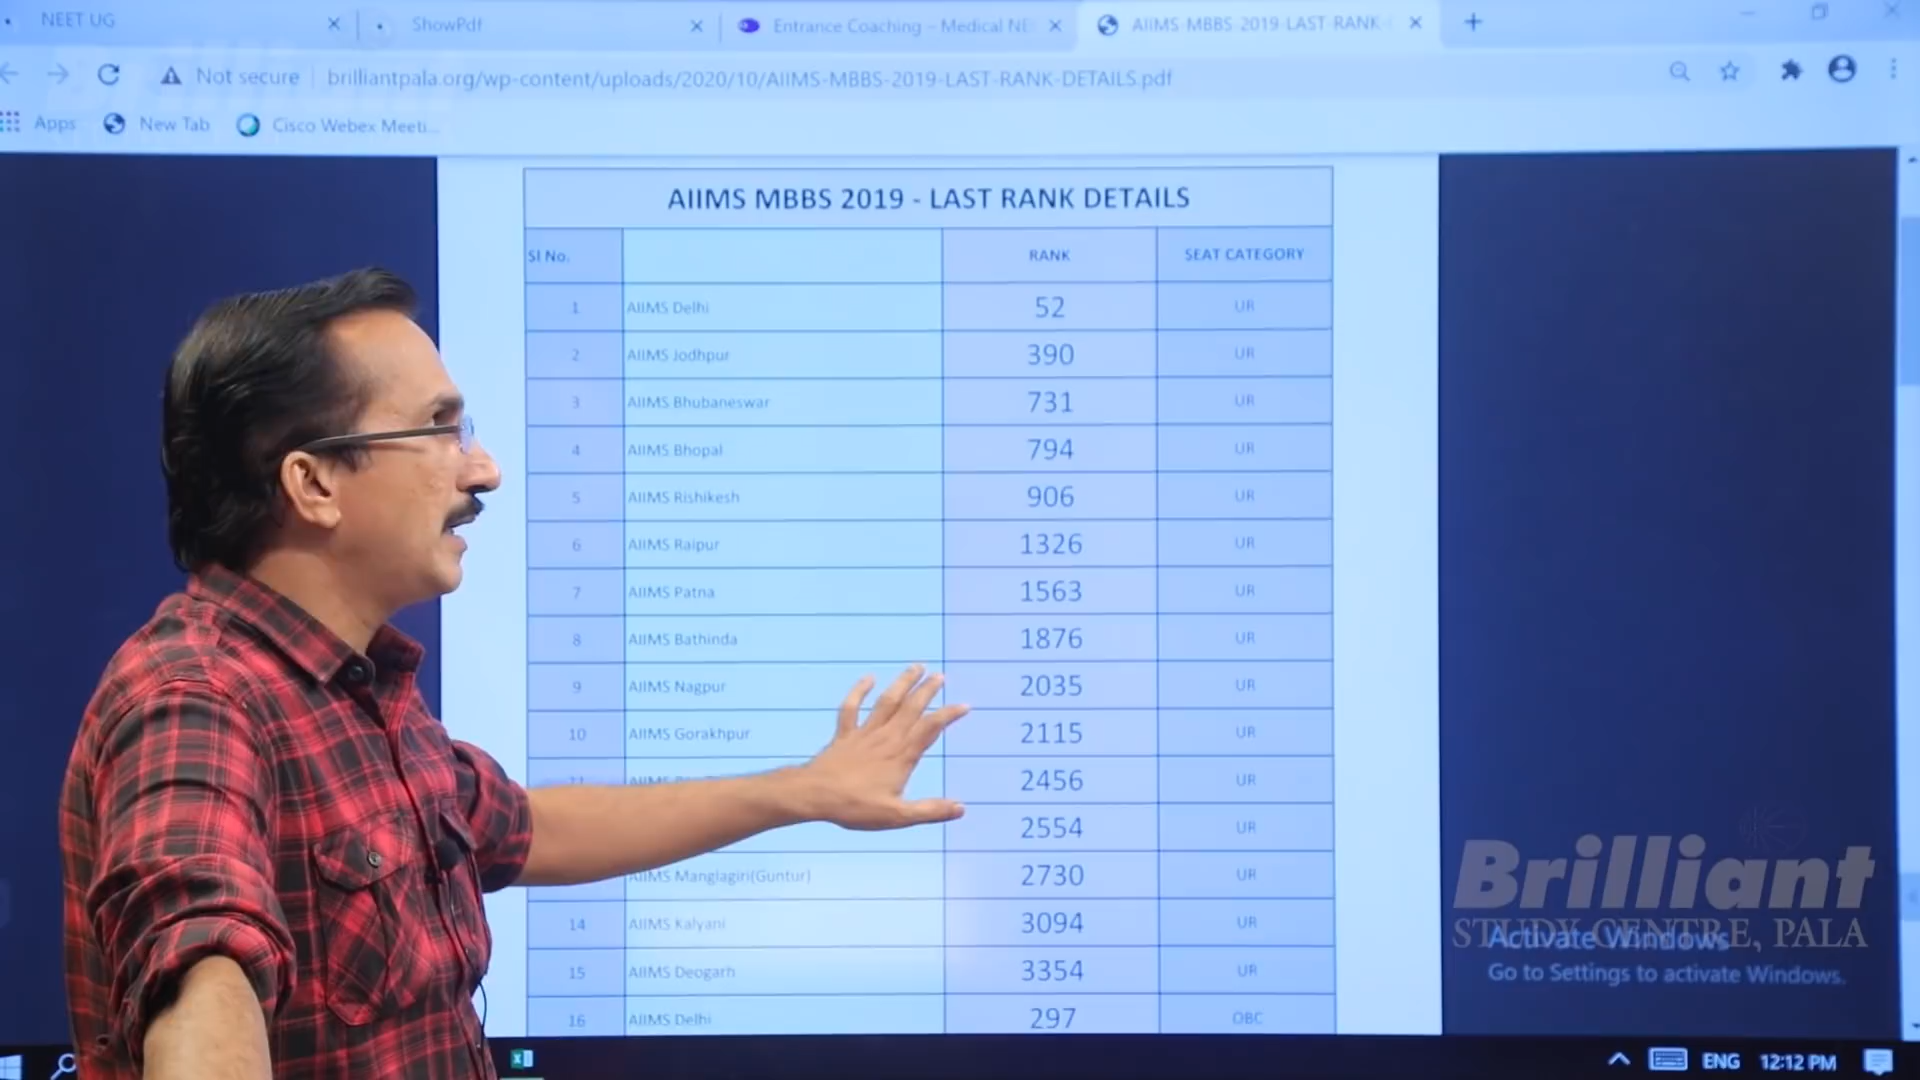 NEET UG
ShowPdf
Entrance Coaching - Medical NE
AIIMS-MBBS-2019-LAST-RANK-
Not secure
brilliantpala.org/wp-content/uploads/2020/10/AIIMS-MBBS-2019-LAST-RANK-DETAILS.pdf
Apps
New Tab
Cisco Webex Meeti...
AIIMS MBBS 2019 - LAST RANK DETAILS
SI No. RANK SEAT CATEGORY
1 AIIMS Delhi 52 UR
2 AIIMS Jodhpur 390 UR
3 AIIMS Bhubaneswar 731 UR
4 AIIMS Bhopal 794 UR
5 AIIMS Rishikesh 906 UR
6 AIIMS Raipur 1326 UR
7 AIIMS Patna 1563 UR
8 AIIMS Bathinda 1876 UR
9 AIIMS Nagpur 2035 UR
10 AIIMS Gorakhpur 2115 UR
11 AIIMS 2456 UR
2554 UR
AIIMS Manglagiri(Guntur) 2730 UR
14 AIIMS Kalyani 3094 UR
15 AIIMS Deogarh 3354 UR
16 AIIMS Delhi 297 OBC
Brilliant
STUDY CENTRE, PALA
Activate Windows
Go to Settings to activate Windows.
ENG 12:12 PM